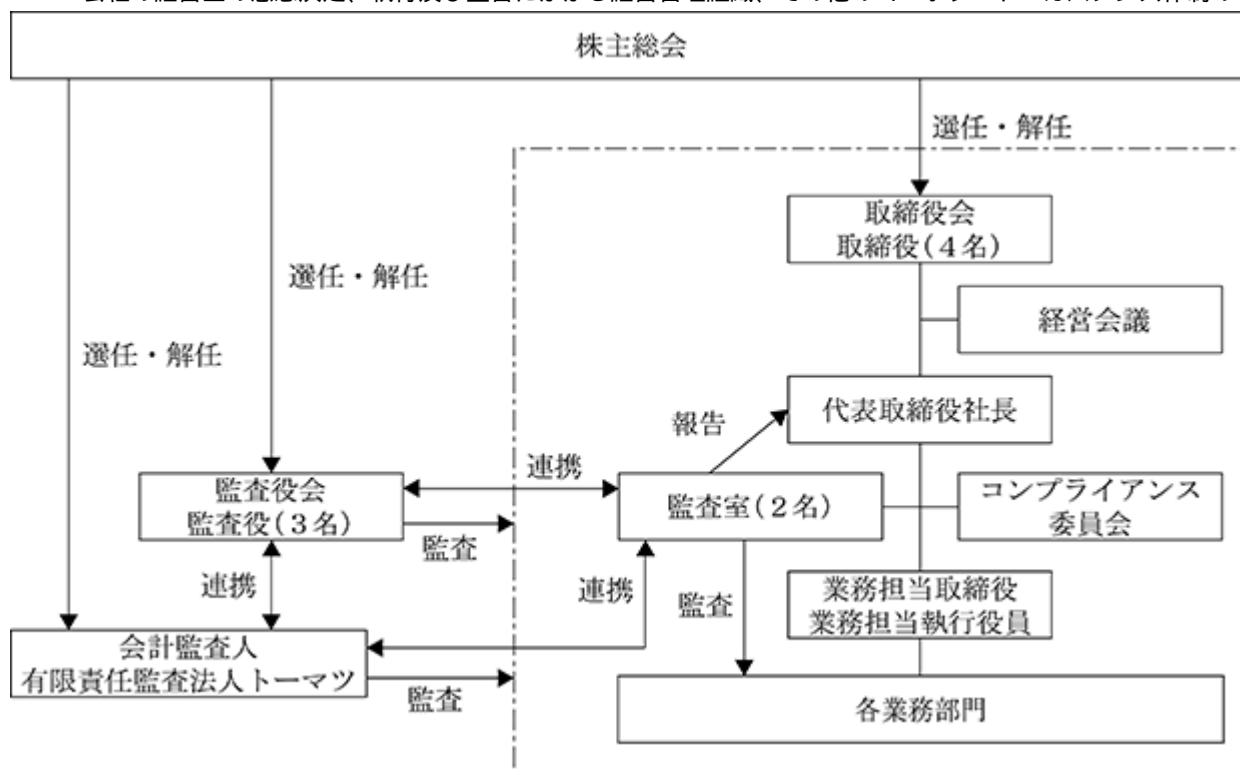 株主総会
選任・解任
取締役会
取締役(4名)
選任・解任
経営会議
選任・解任
代表取締役社長
報告
連携
監査役会
監査役(3名)
監査室(2名)
コンプライアンス
委員会
監査
連携
連携
監査
業務担当取締役
業務担当執行役員
会計監査人
有限責任監査法人トーマツ
監査
各業務部門